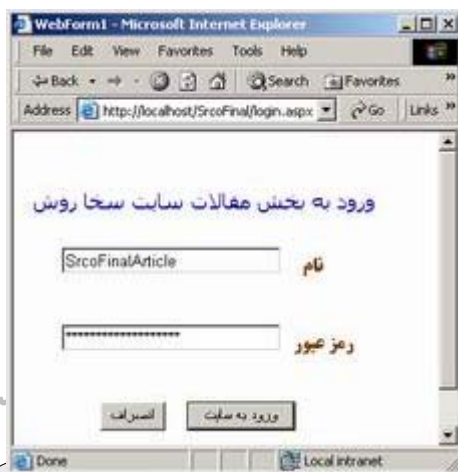 WebForm1 - Microsoft Internet Explorer
File Edit View Favorites Tools Help
Back Search Favorites »
Address http://localhost/SrcoFinal/login.aspx Go Links »
ورود به بخش مقالات سایت سخا روش
نام
SrcoFinalArticle
رمز عبور
*******************
ورود به سایت
انصراف
Done Local intranet